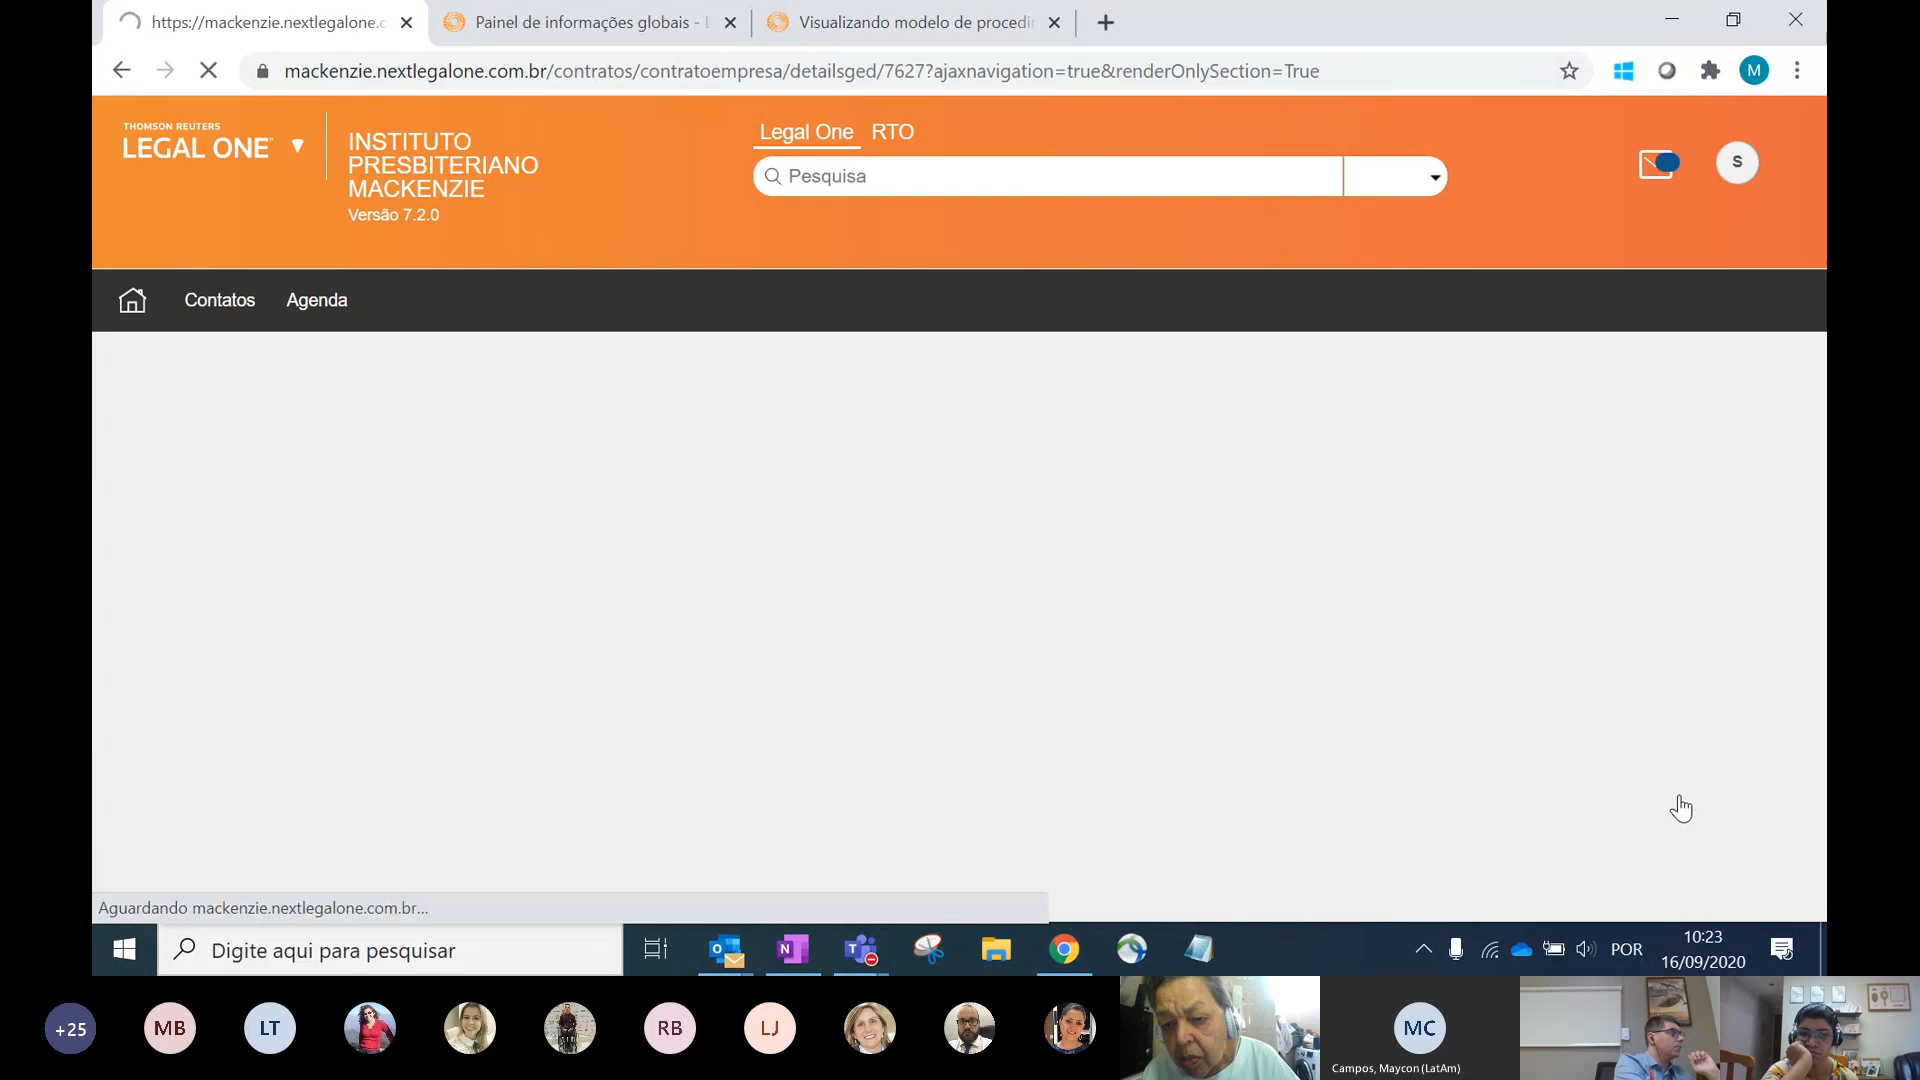 https://mackenzie.nextlegalone.c
Painel de informações globais - L
Visualizando modelo de procedir
mackenzie.nextlegalone.com.br/contratos/contratoempresa/detailsged/7627?ajaxnavigation=true&renderOnlySection=True
M
THOMSON REUTERS
LEGAL ONE
INSTITUTO
PRESBITERIANO
MACKENZIE
Versão 7.2.0
Legal One RTO
Pesquisa
S
Contatos Agenda
Aguardando mackenzie.nextlegalone.com.br...
Digite aqui para pesquisar
POR
10:23
16/09/2020
+25
MB
LT
RB
LJ
MC
Campos, Maycon (LatAm)